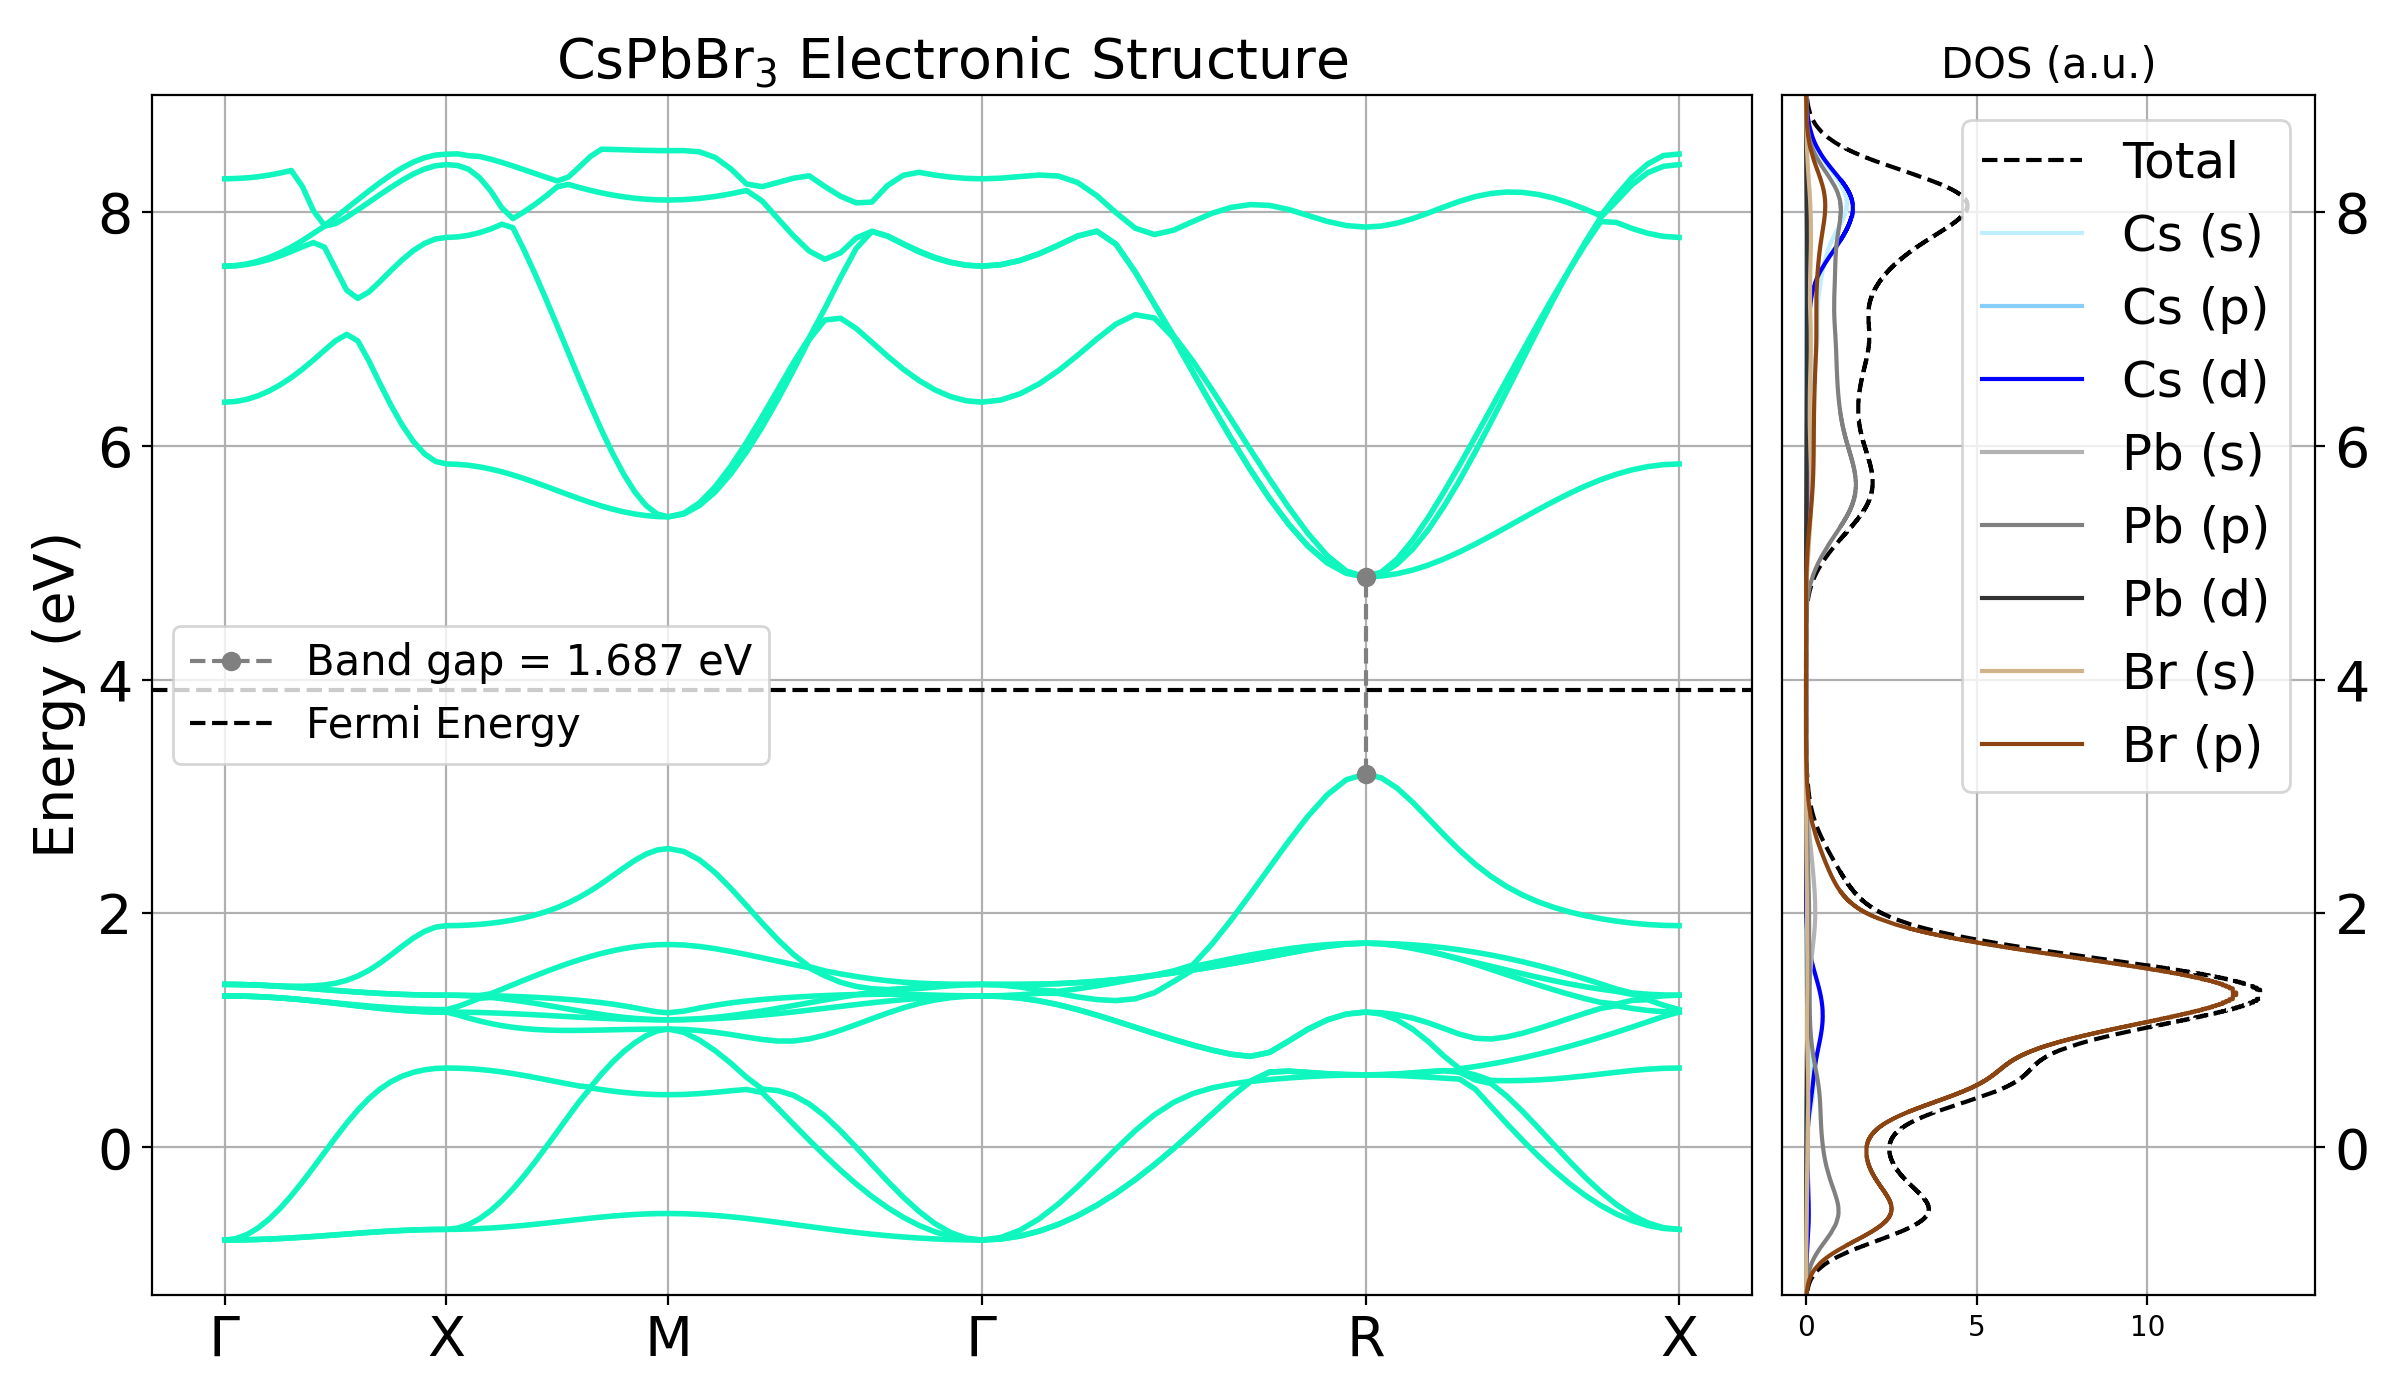 CsPbBr₃ Electronic Structure
DOS (a.u.)
Energy (eV)
8
6
4
2
0
Band gap = 1.687 eV
Fermi Energy
Γ X M Γ R X
Total
Cs (s)
Cs (p)
Cs (d)
Pb (s)
Pb (p)
Pb (d)
Br (s)
Br (p)
8
6
4
2
0
0 5 10